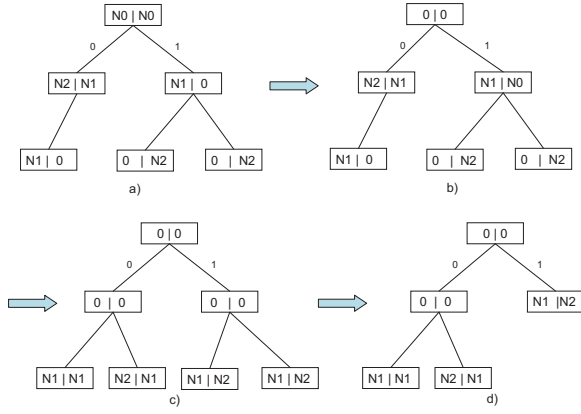 N0 | N0
0 | 0
0 1
0 1
N2 | N1
N1 | 0
N2 | N1
N1 | N0
N1 | 0
0 | N2
0 | N2
N1 | 0
0 | N2
0 | N2
a)
b)
0 | 0
0 | 0
0 1
0 1
0 | 0
0 | 0
0 | 0
N1 |N2
N1 | N1
N2 | N1
N1 | N2
N1 | N2
N1 | N1
N2 | N1
c)
d)